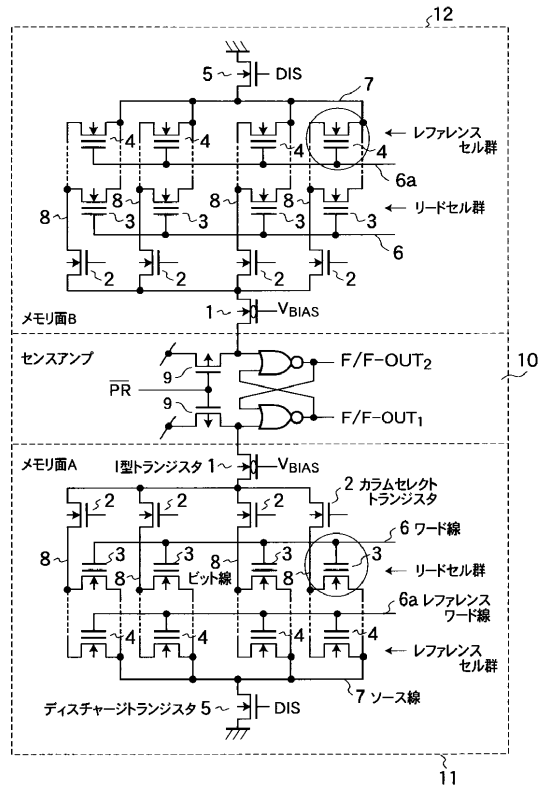 12
5 DIS
7
4 4 4 4 レファレンス
セル群
6a
8 3 8 3 8 3 8 3 リードセル群
6
2 2 2 2
1 VBIAS
メモリ面B
センスアンプ
9 F/F-OUT2
PR 10
9 F/F-OUT1
メモリ面A
I型トランジスタ 1 VBIAS
2 2 2 2 カラムセレクト
トランジスタ
6 ワード線
8 3 8 3 8 3 8 3
ビット線 リードセル群
6a レファレンス
ワード線
4 4 4 4 レファレンス
セル群
7 ソース線
ディスチャージトランジスタ 5 DIS
11